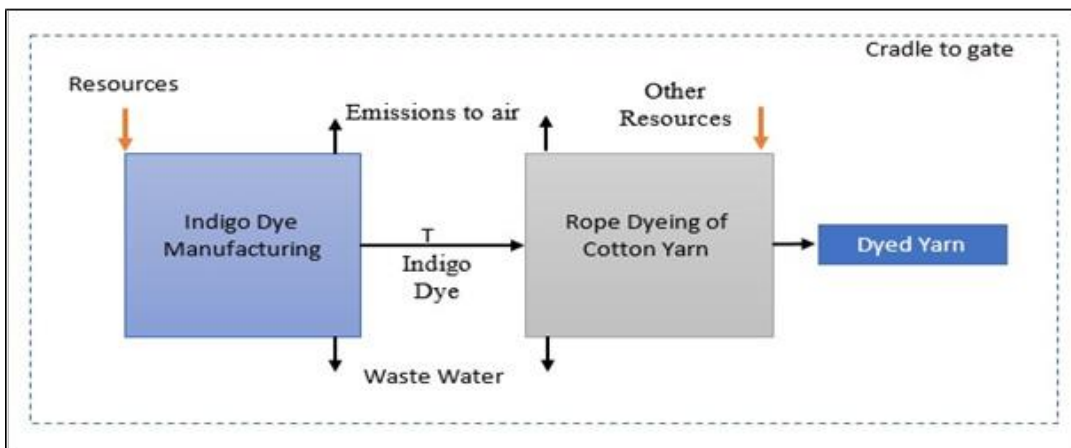 Cradle to gate
Resources
Emissions to air
Other
Resources
Indigo Dye
Manufacturing
T
Indigo
Dye
Rope Dyeing of
Cotton Yarn
Dyed Yarn
Waste Water